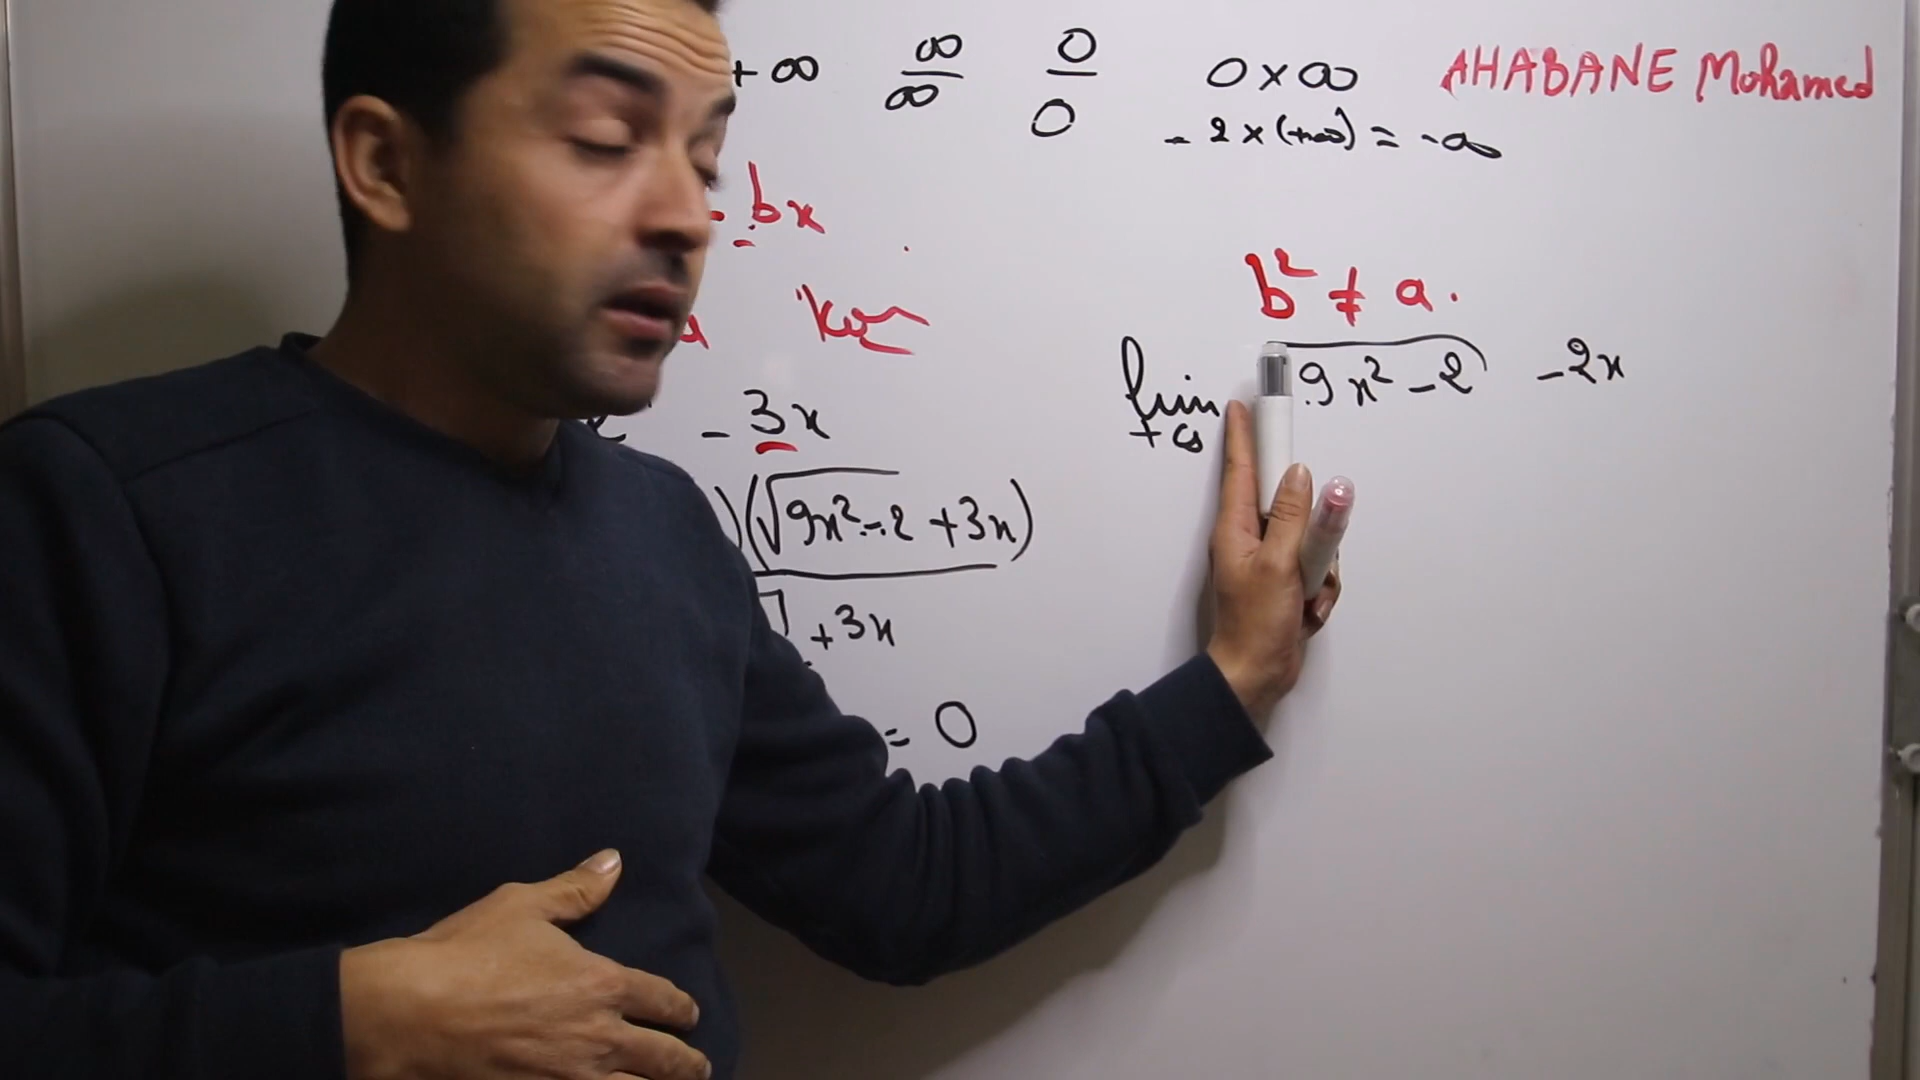 + ∞   ∞/∞   0/0   0 × ∞   AHABANE Mohamed
- 2 × (+∞) = -∞
- bx
b² ≠ a.
lim √9x² - 2 - 2x
+∞
- 3x
)(√9x² - 2 + 3x)
+ 3x
= 0